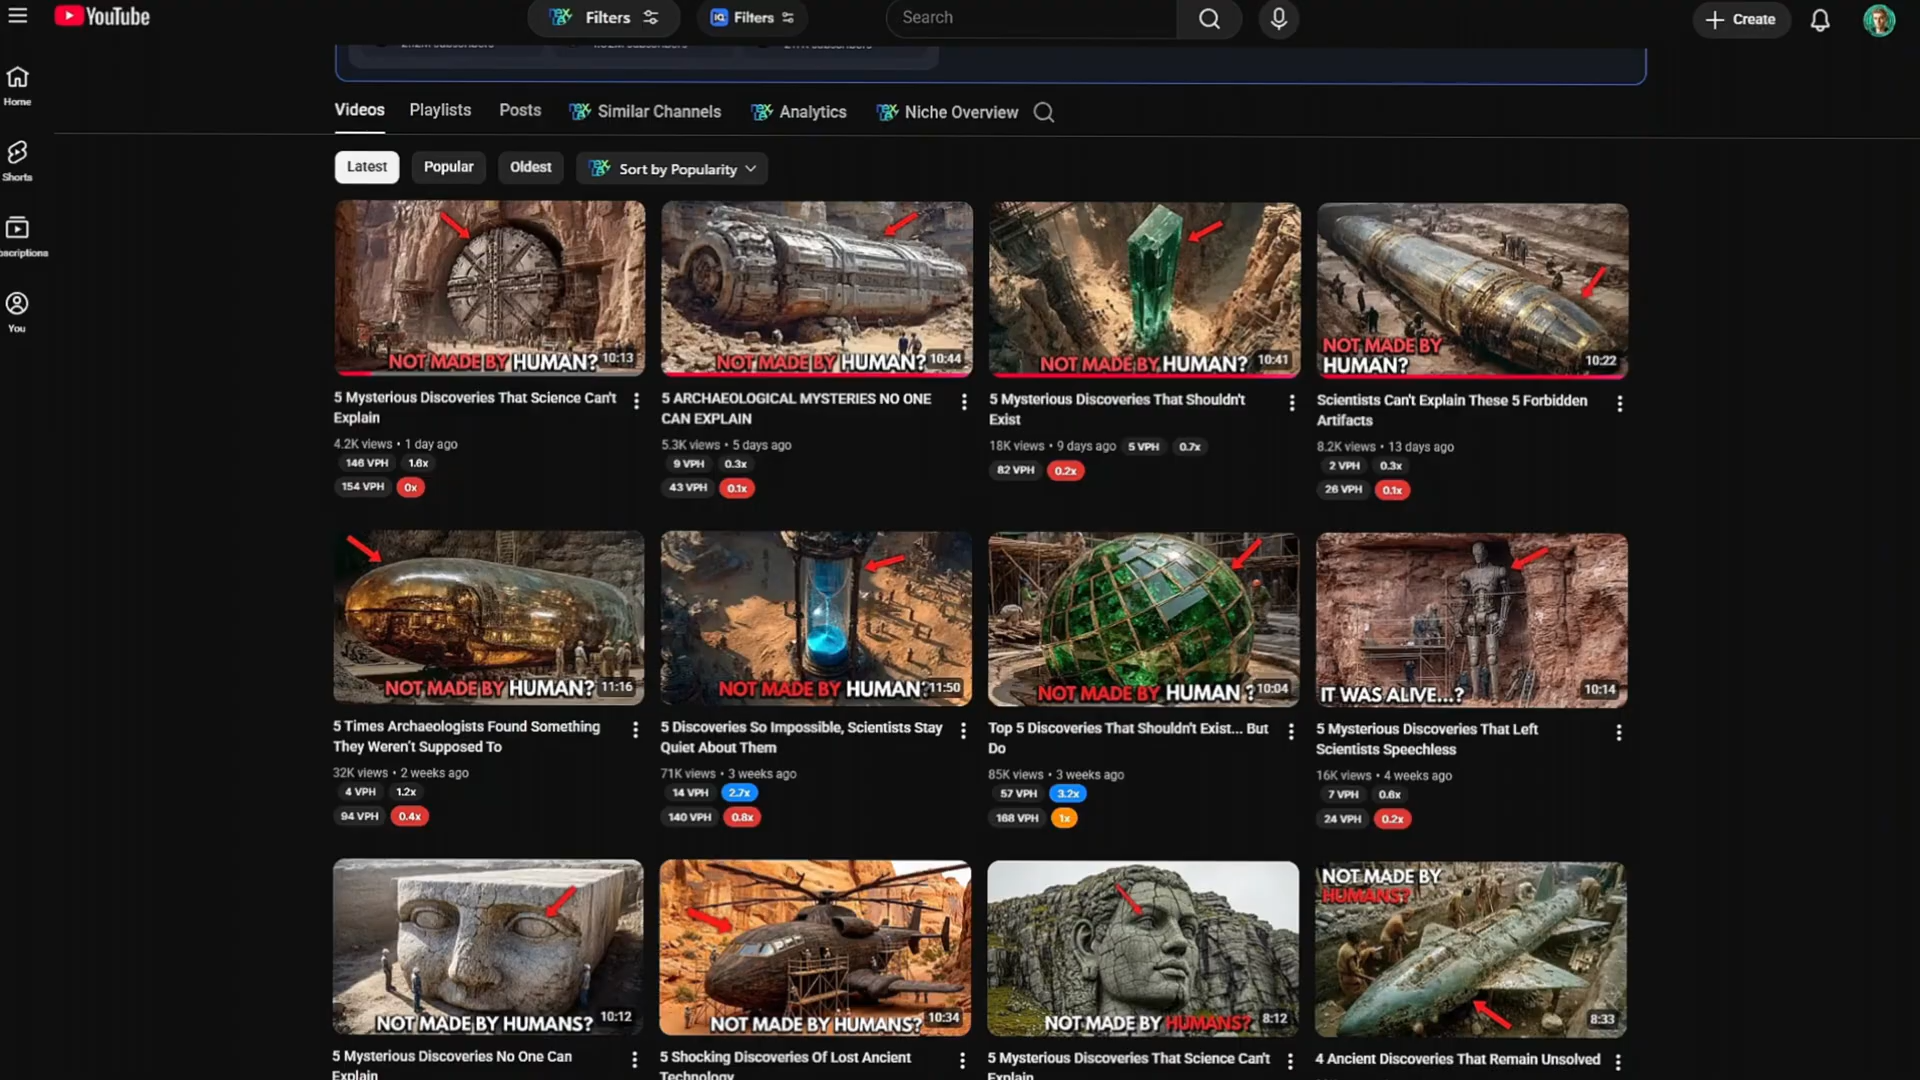 YouTube
Filters
Filters
Search
Create
Home
Shorts
You
Videos
Playlists
Posts
Similar Channels
Analytics
Niche Overview
Latest
Popular
Oldest
Sort by Popularity
NOT MADE BY HUMAN? 10:13
5 Mysterious Discoveries That Science Can't
Explain
4.2K views • 1 day ago
146 VPH 1.6x
154 VPH 0x
NOT MADE BY HUMAN? 10:44
5 ARCHAEOLOGICAL MYSTERIES NO ONE
CAN EXPLAIN
5.3K views • 5 days ago
9 VPH 0.3x
43 VPH 0.1x
NOT MADE BY HUMAN? 10:41
5 Mysterious Discoveries That Shouldn't
Exist
18K views • 9 days ago 5 VPH 0.7x
82 VPH 0.2x
NOT MADE BY
HUMAN? 10:22
Scientists Can't Explain These 5 Forbidden
Artifacts
8.2K views • 13 days ago
2 VPH 0.3x
26 VPH 0.1x
NOT MADE BY HUMAN? 11:16
5 Times Archaeologists Found Something
They Weren't Supposed To
32K views • 2 weeks ago
4 VPH 1.2x
94 VPH 0.4x
NOT MADE BY HUMAN? 11:50
5 Discoveries So Impossible, Scientists Stay
Quiet About Them
71K views • 3 weeks ago
14 VPH 2.7x
140 VPH 0.8x
NOT MADE BY HUMAN ? 10:04
Top 5 Discoveries That Shouldn't Exist... But
Do
85K views • 3 weeks ago
57 VPH 3.2x
168 VPH 1x
IT WAS ALIVE...? 10:14
5 Mysterious Discoveries That Left
Scientists Speechless
16K views • 4 weeks ago
7 VPH 0.6x
24 VPH 0.2x
NOT MADE BY HUMANS? 10:12
5 Mysterious Discoveries No One Can
Explain
NOT MADE BY HUMANS? 10:34
5 Shocking Discoveries Of Lost Ancient
Technology
NOT MADE BY HUMANS? 8:12
5 Mysterious Discoveries That Science Can't
Explain
NOT MADE BY
HUMANS?
8:33
4 Ancient Discoveries That Remain Unsolved